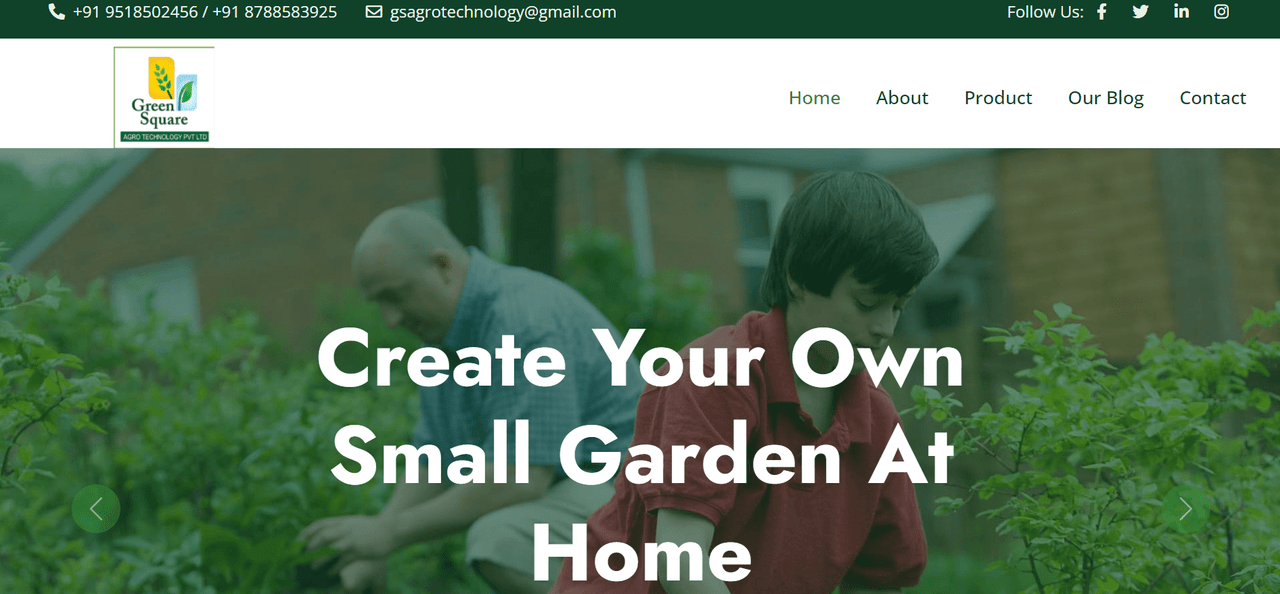 +91 9518502456 / +91 8788583925 gsagrotechnology@gmail.com Follow Us:
Green
Square
AGRO TECHNOLOGY PVT LTD
Home About Product Our Blog Contact
Create Your Own
Small Garden At
Home